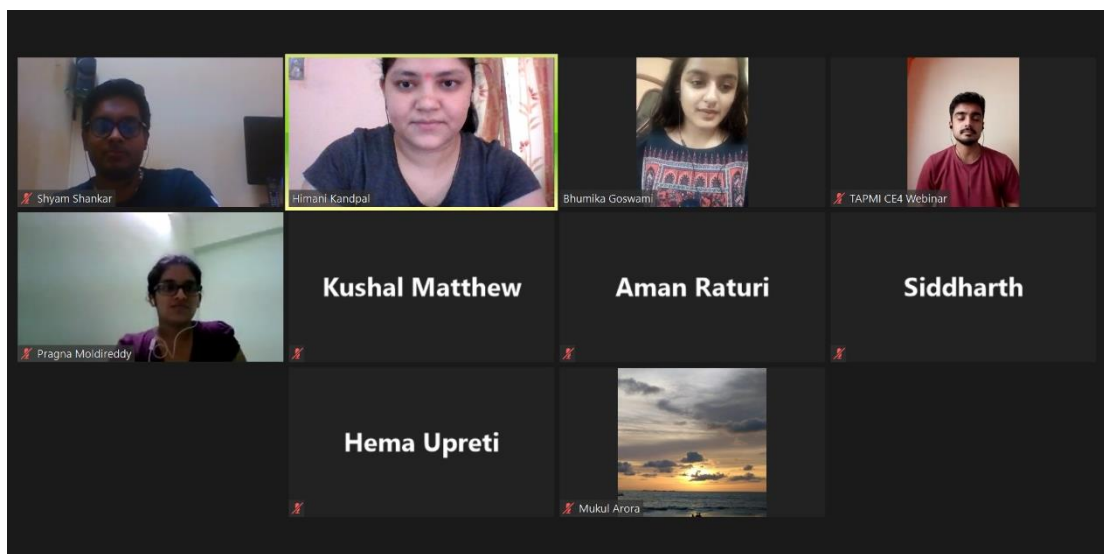 Shyam Shankar
Himani Kandpal
Bhumika Goswami
TAPMI CE4 Webinar
Pragna Moldireddy
Kushal Matthew
Aman Raturi
Siddharth
Hema Upreti
Mukul Arora